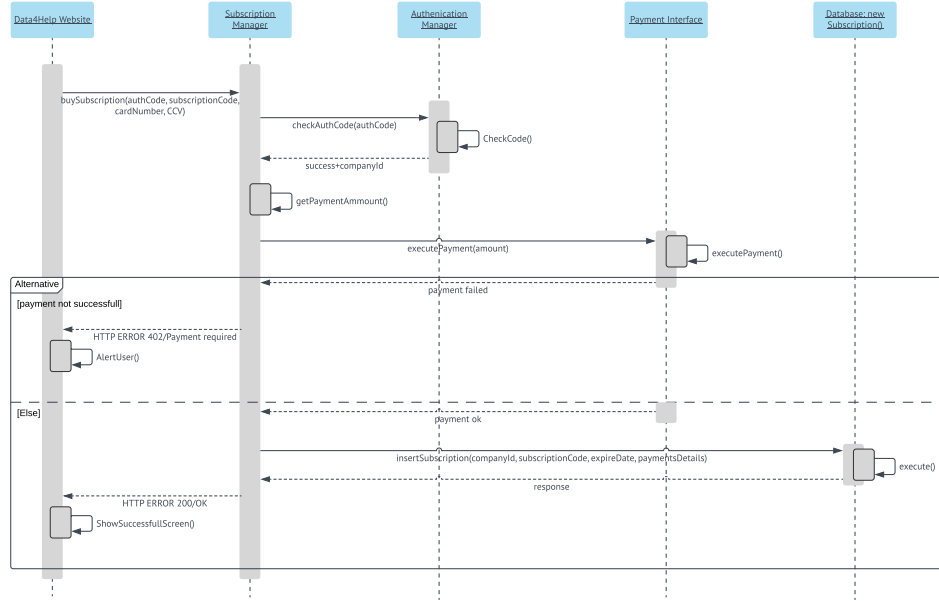 Data4Help Website
Subscription
Manager
Authenication
Manager
Payment Interface
Database: new
Subscription()
buySubscription(authCode, subscriptionCode,
cardNumber, CCV)
checkAuthCode(authCode)
CheckCode()
success+companyId
getPaymentAmmount()
executePayment(amount)
executePayment()
Alternative
payment failed
[payment not successfull]
HTTP ERROR 402/Payment required
AlertUser()
[Else]
payment ok
insertSubscription(companyId, subscriptionCode, expireDate, paymentsDetails)
execute()
response
HTTP ERROR 200/OK
ShowSuccessfullScreen()